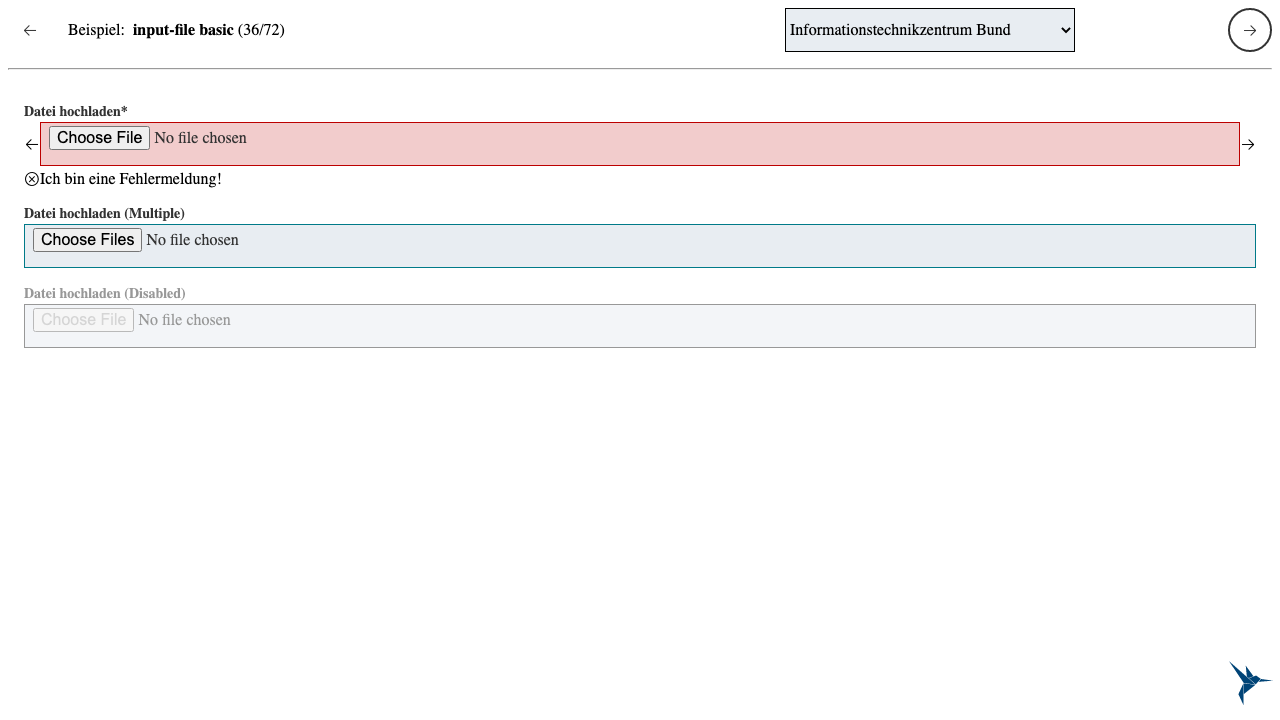 Beispiel: input-file basic (36/72) Informationstechnikzentrum Bund
Datei hochladen*
Choose File No file chosen
Ich bin eine Fehlermeldung!
Datei hochladen (Multiple)
Choose Files No file chosen
Datei hochladen (Disabled)
Choose File No file chosen